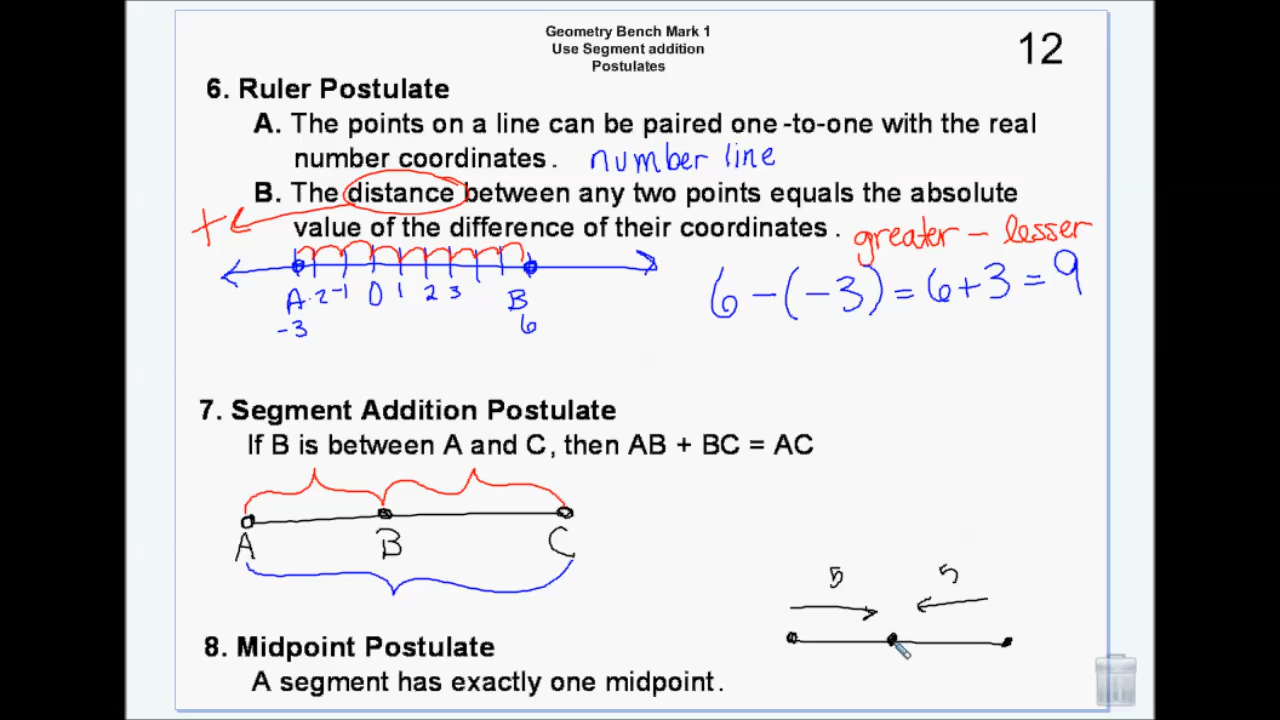 Geometry Bench Mark 1
Use Segment addition
Postulates
12
6. Ruler Postulate
A. The points on a line can be paired one-to-one with the real
number coordinates. number line
B. The distance between any two points equals the absolute
+ value of the difference of their coordinates. greater - lesser
A -2 -1 0 1 2 3 B
-3 6
6 - (-3) = 6 + 3 = 9
7. Segment Addition Postulate
If B is between A and C, then AB + BC = AC
A B C
5 5
8. Midpoint Postulate
A segment has exactly one midpoint.